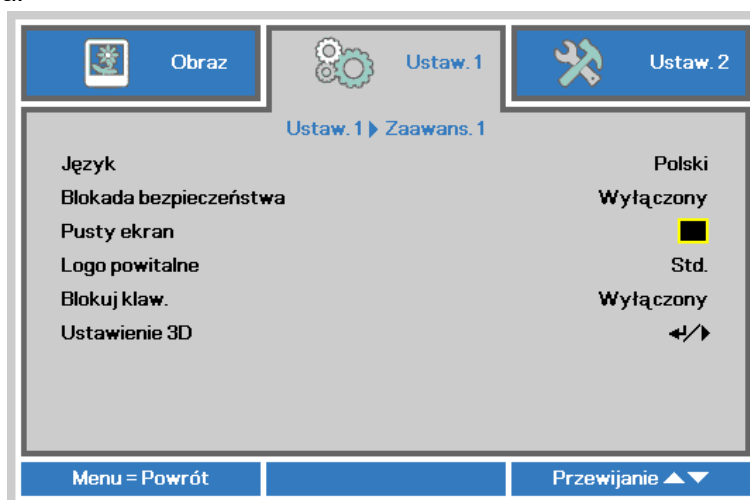 Obraz
Ustaw. 1
Ustaw. 2
Ustaw. 1 Zaawans. 1
Język Polski
Blokada bezpieczeństwa Wyłączony
Pusty ekran
Logo powitalne Std.
Blokuj klaw. Wyłączony
Ustawienie 3D /
Menu = Powrót
Przewijanie